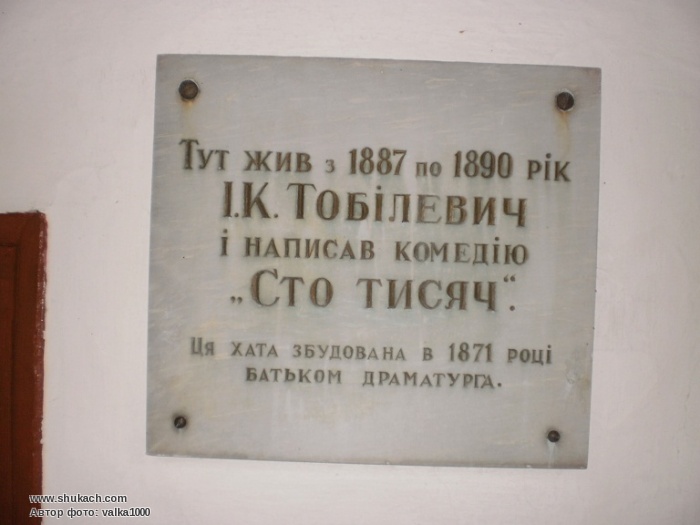 Тут жив з 1887 по 1890 рік
І.К. Тобілевич
і написав комедію
„Сто тисяч“.
Ця хата збудована в 1871 році
батьком драматурга.
www.shukach.com
Автор фото: valka1000